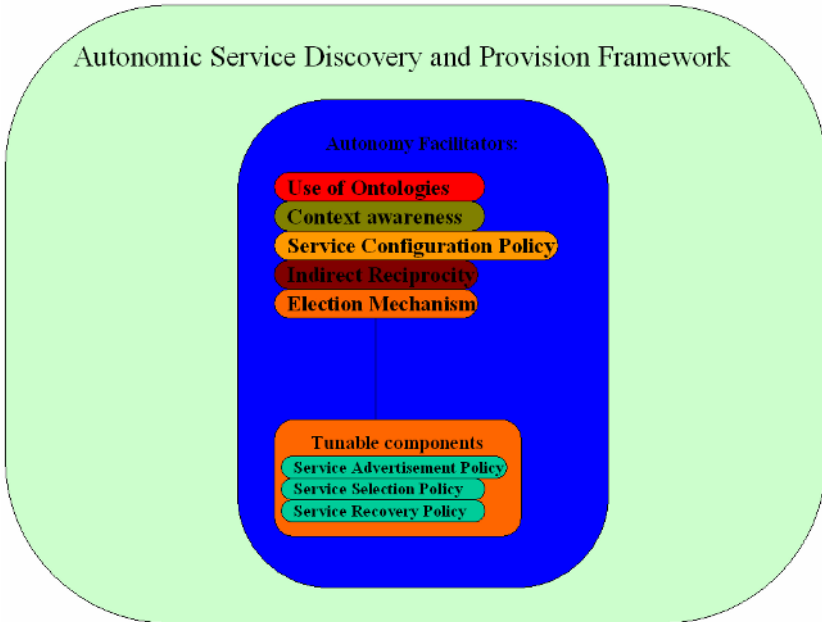 Autonomic Service Discovery and Provision Framework
Autonomy Facilitators:
Use of Ontologies
Context awareness
Service Configuration Policy
Indirect Reciprocity
Election Mechanism
Tunable components
Service Advertisement Policy
Service Selection Policy
Service Recovery Policy